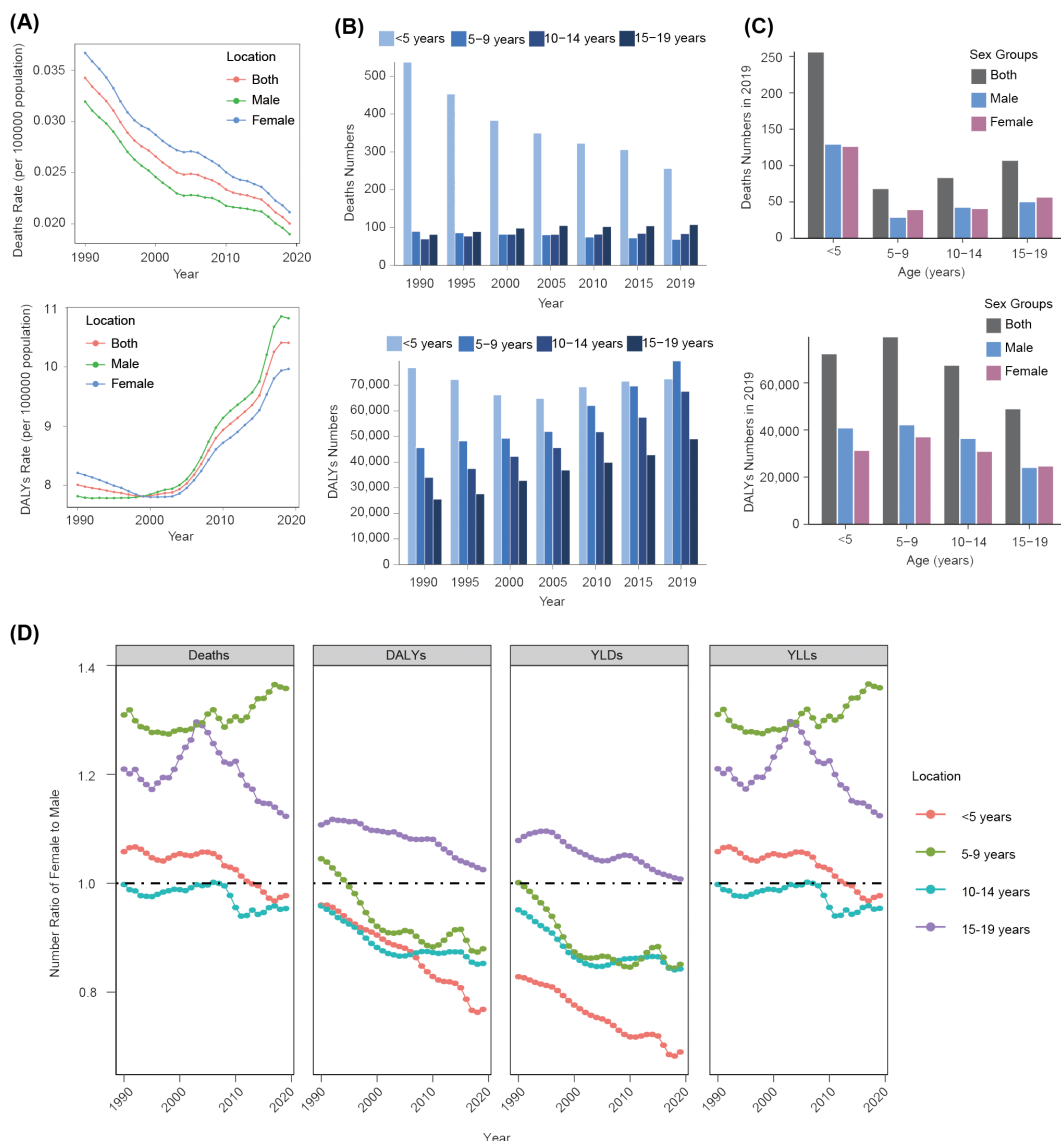 (A)
Deaths Rate (per 100000 population)
0.035
0.030
0.025
0.020
Location
Both
Male
Female
1990 2000 2010 2020
Year
DALYs Rate (per 100000 population)
11
10
9
8
Location
Both
Male
Female
1990 2000 2010 2020
Year
(B)
<5 years 5−9 years 10−14 years 15−19 years
Deaths Numbers
500
400
300
200
100
0
1990 1995 2000 2005 2010 2015 2019
Year
<5 years 5−9 years 10−14 years 15−19 years
DALYs Numbers
70,000
60,000
50,000
40,000
30,000
20,000
10,000
0
1990 1995 2000 2005 2010 2015 2019
Year
(C)
Deaths Numbers in 2019
250
200
150
100
50
0
Sex Groups
Both
Male
Female
<5 5−9 10−14 15−19
Age (years)
DALYs Numbers in 2019
60,000
40,000
20,000
0
Sex Groups
Both
Male
Female
<5 5−9 10−14 15−19
Age (years)
(D)
Deaths DALYs YLDs YLLs
Number Ratio of Female to Male
1.4
1.2
1.0
0.8
1990 2000 2010 2020 1990 2000 2010 2020 1990 2000 2010 2020 1990 2000 2010 2020
Year
Location
<5 years
5-9 years
10-14 years
15-19 years